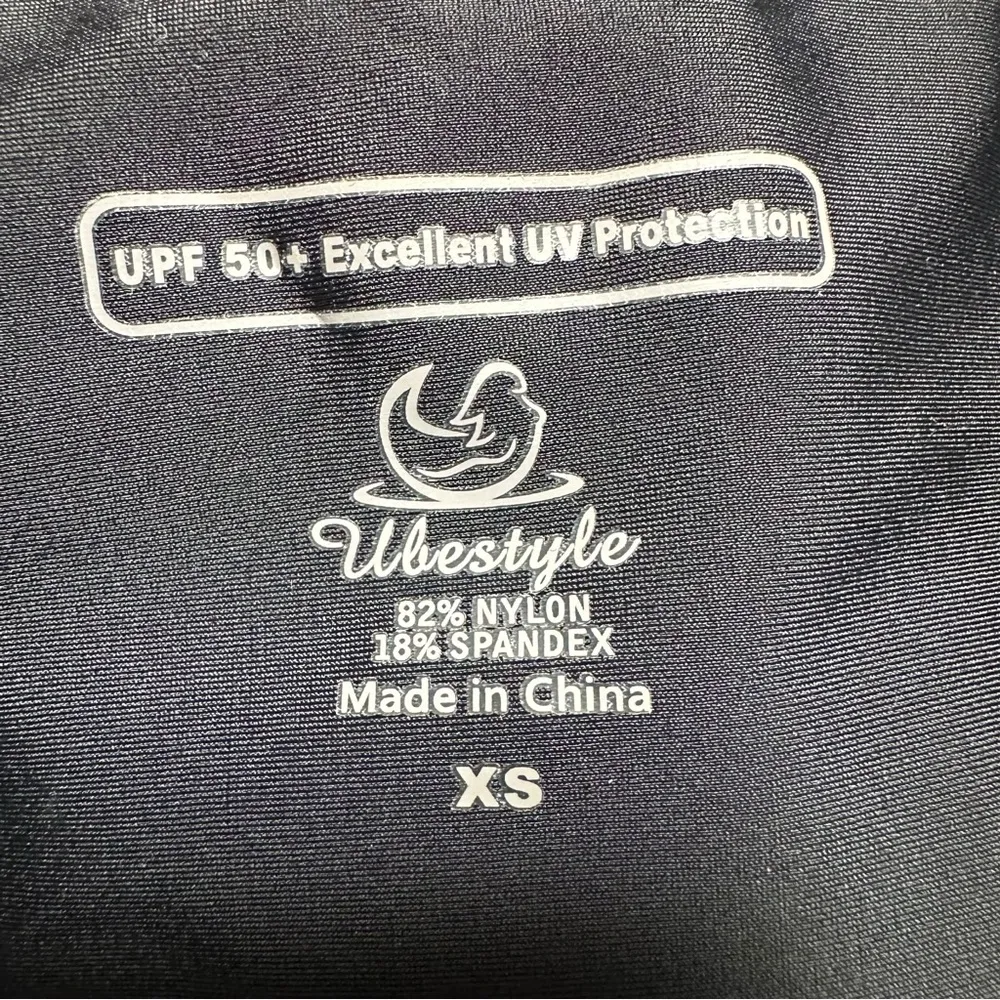 UPF 50+ Excellent UV Protection
Ubestyle
82% NYLON
18% SPANDEX
Made in China
XS